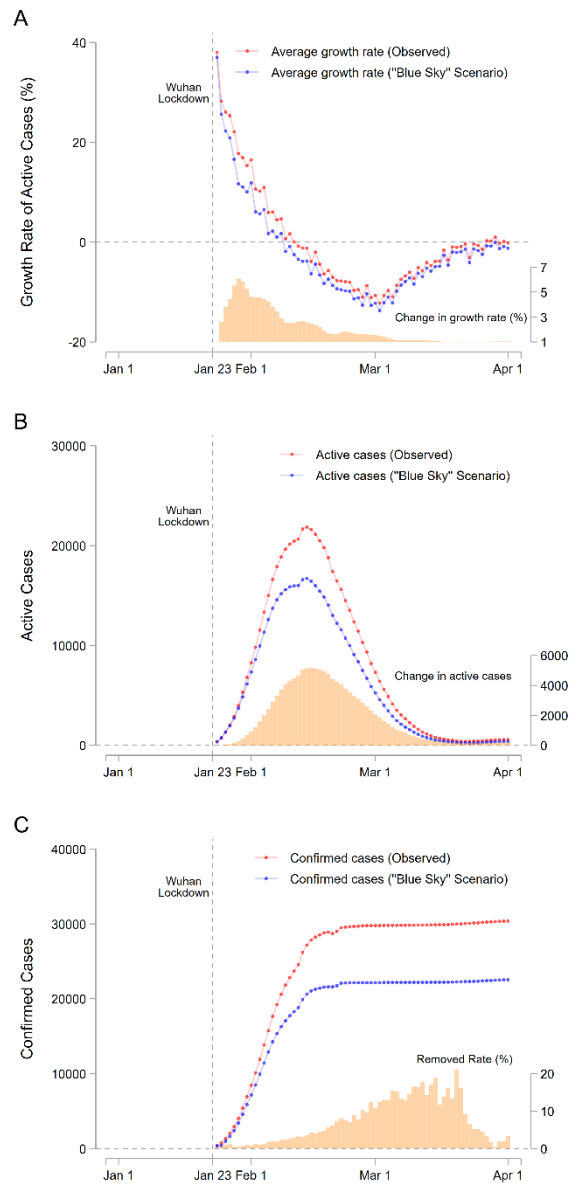 A
Growth Rate of Active Cases (%)
40
20
0
-20
Average growth rate (Observed)
Average growth rate ("Blue Sky" Scenario)
Wuhan
Lockdown
7
5
3
1
Change in growth rate (%)
Jan 1
Jan 23
Feb 1
Mar 1
Apr 1
B
Active Cases
30000
20000
10000
0
Active cases (Observed)
Active cases ("Blue Sky" Scenario)
Wuhan
Lockdown
6000
4000
2000
0
Change in active cases
Jan 1
Jan 23
Feb 1
Mar 1
Apr 1
C
Confirmed Cases
40000
30000
20000
10000
0
Confirmed cases (Observed)
Confirmed cases ("Blue Sky" Scenario)
Wuhan
Lockdown
Removed Rate (%)
20
10
0
Jan 1
Jan 23
Feb 1
Mar 1
Apr 1